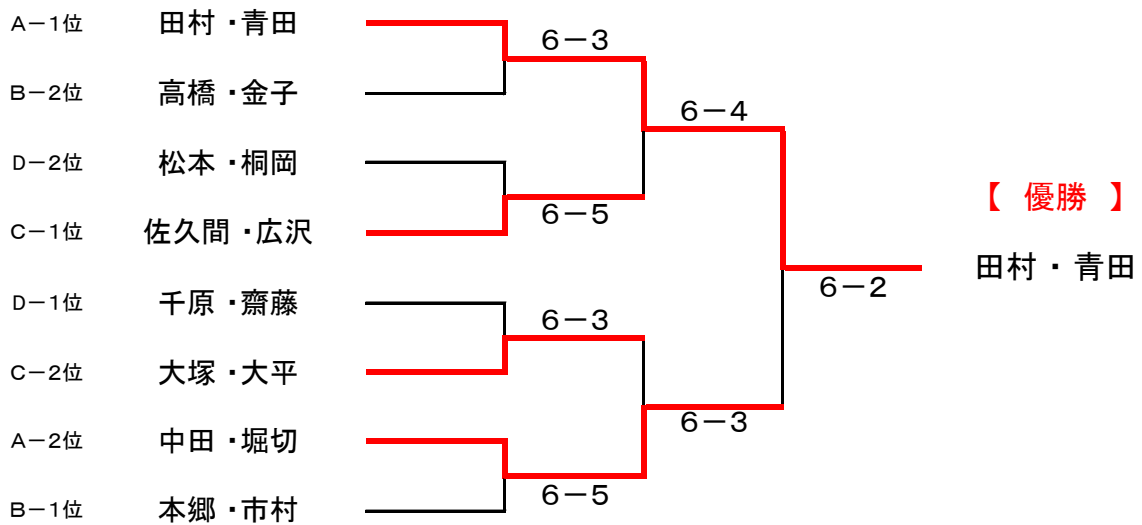 A－1位 田村・青田
6－3
B－2位 高橋・金子
6－4
D－2位 松本・桐岡
6－5
C－1位 佐久間・広沢
【 優勝 】
田村・青田
6－2
D－1位 千原・齋藤
6－3
C－2位 大塚・大平
6－3
A－2位 中田・堀切
6－5
B－1位 本郷・市村